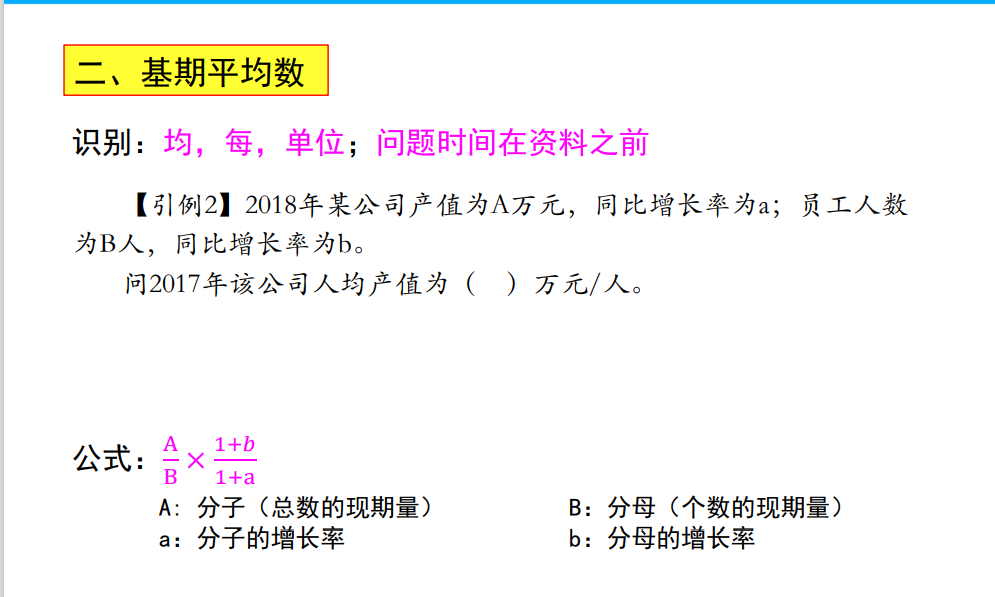 二、基期平均数
识别：均，每，单位；问题时间在资料之前
【引例2】2018年某公司产值为A万元，同比增长率为a；员工人数
为B人，同比增长率为b。
问2017年该公司人均产值为（　）万元/人。
公式：A/B × (1+b)/(1+a)
A: 分子（总数的现期量）　B: 分母（个数的现期量）
a: 分子的增长率　b: 分母的增长率